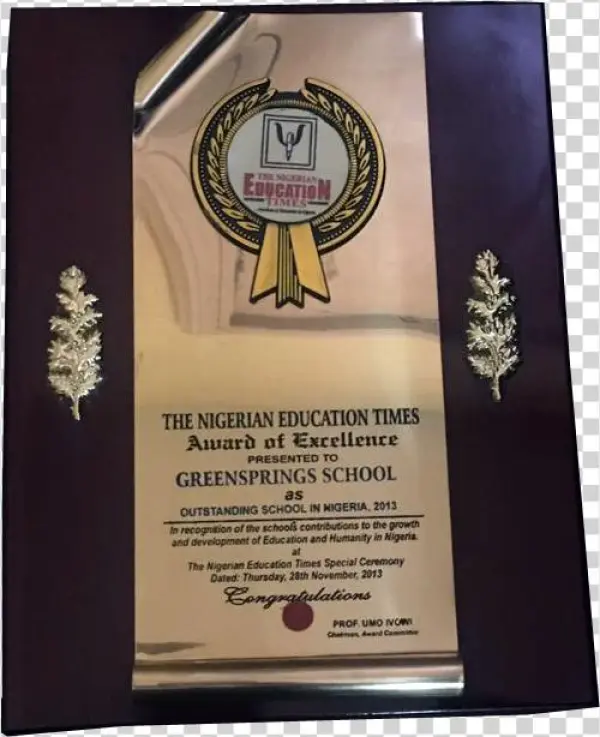 THE NIGERIAN
EDUCATION
TIMES
THE NIGERIAN EDUCATION TIMES
Award of Excellence
PRESENTED TO
GREENSPRINGS SCHOOL
as
OUTSTANDING SCHOOL IN NIGERIA, 2013
In recognition of the schools contributions to the growth
and development of Education and Humanity in Nigeria.
at
The Nigerian Education Times Special Ceremony
Dated: Thursday, 28th November, 2013
Congratulations
PROF. UMO
Chairman, Award Committee